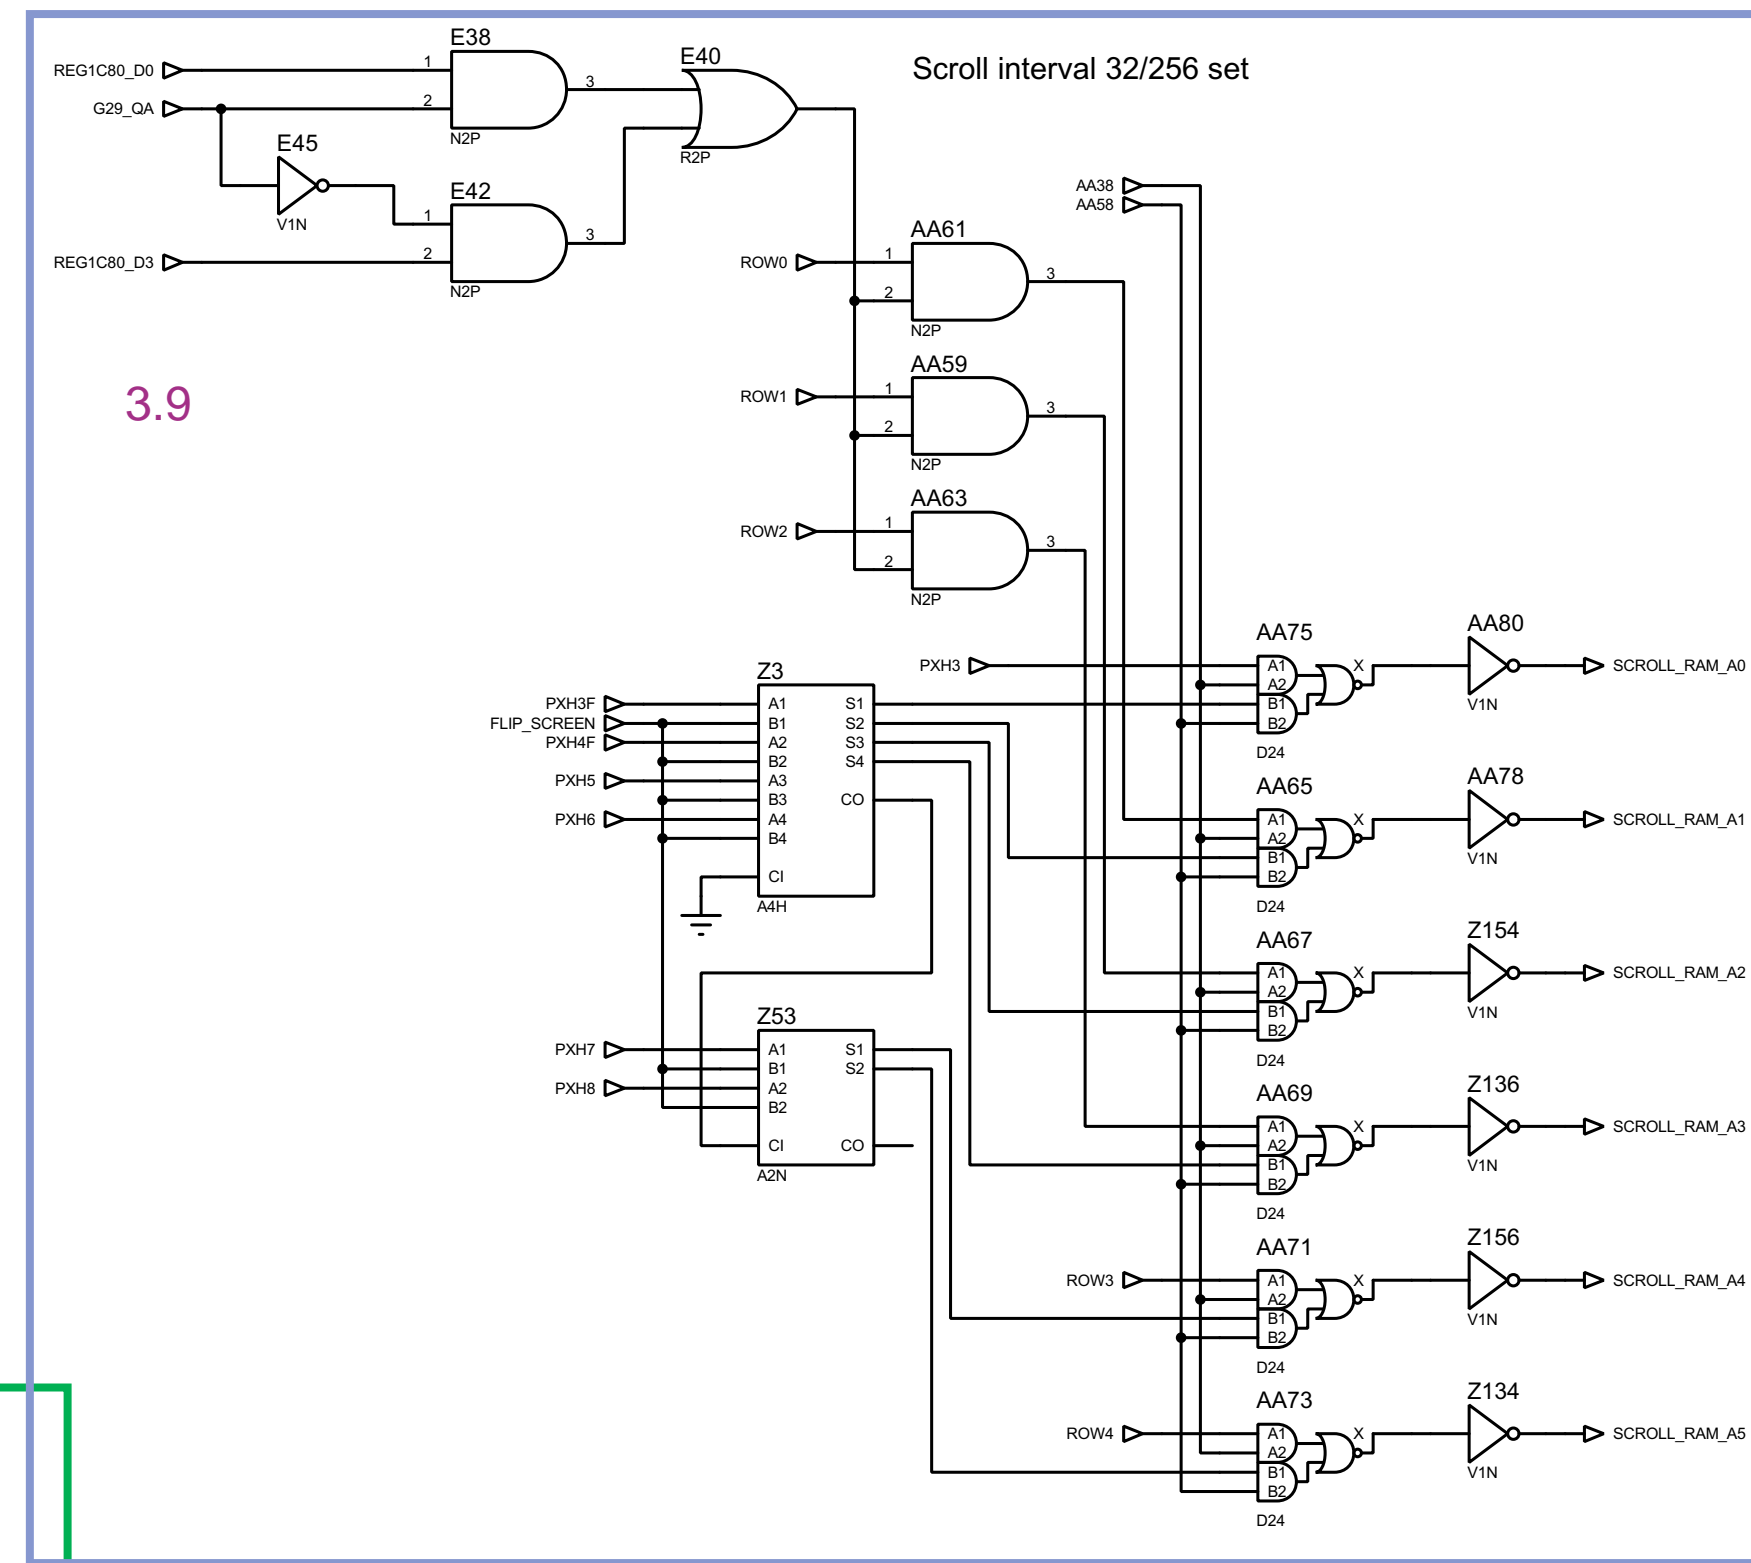 E38
E40
Scroll interval 32/256 set
REG1C80_D0
1
3
G29_QA
2
N2P
R2P
E45
V1N
E42
1
3
REG1C80_D3
2
N2P
AA38
AA58
AA61
ROW0
1
3
2
N2P
3.9
AA59
ROW1
1
3
2
N2P
AA63
ROW2
1
3
2
N2P
AA75
AA80
PXH3
A1
A2
B1
B2
X
V1N
SCROLL_RAM_A0
D24
Z3
PXH3F
FLIP_SCREEN
PXH4F
PXH5
PXH6
A1 S1
B1 S2
A2 S3
B2 S4
A3
B3 CO
A4
B4
CI
A4H
AA65
AA78
A1
A2
B1
B2
X
V1N
SCROLL_RAM_A1
D24
AA67
Z154
A1
A2
B1
B2
X
V1N
SCROLL_RAM_A2
D24
Z53
PXH7
PXH8
A1 S1
B1 S2
A2
B2
CI CO
A2N
AA69
Z136
A1
A2
B1
B2
X
V1N
SCROLL_RAM_A3
D24
AA71
Z156
ROW3
A1
A2
B1
B2
X
V1N
SCROLL_RAM_A4
D24
AA73
Z134
ROW4
A1
A2
B1
B2
X
V1N
SCROLL_RAM_A5
D24